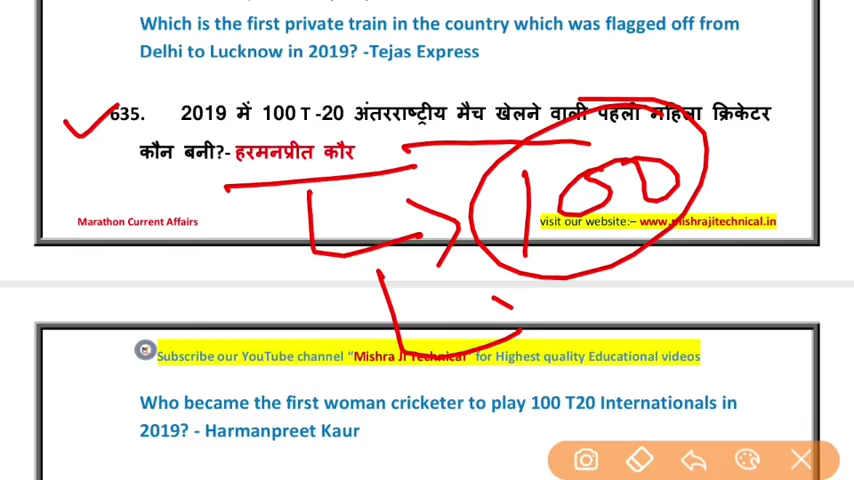 Which is the first private train in the country which was flagged off from
Delhi to Lucknow in 2019? -Tejas Express
635. 2019 में 100 T -20 अंतरराष्ट्रीय मैच खेलने वाली पहली महिला क्रिकेटर
कौन बनी?- हरमनप्रीत कौर
100
Marathon Current Affairs
visit our website:– www.mishrajitechnical.in
Subscribe our YouTube channel “Mishra Ji Technical” for Highest quality Educational videos
Who became the first woman cricketer to play 100 T20 Internationals in
2019? - Harmanpreet Kaur